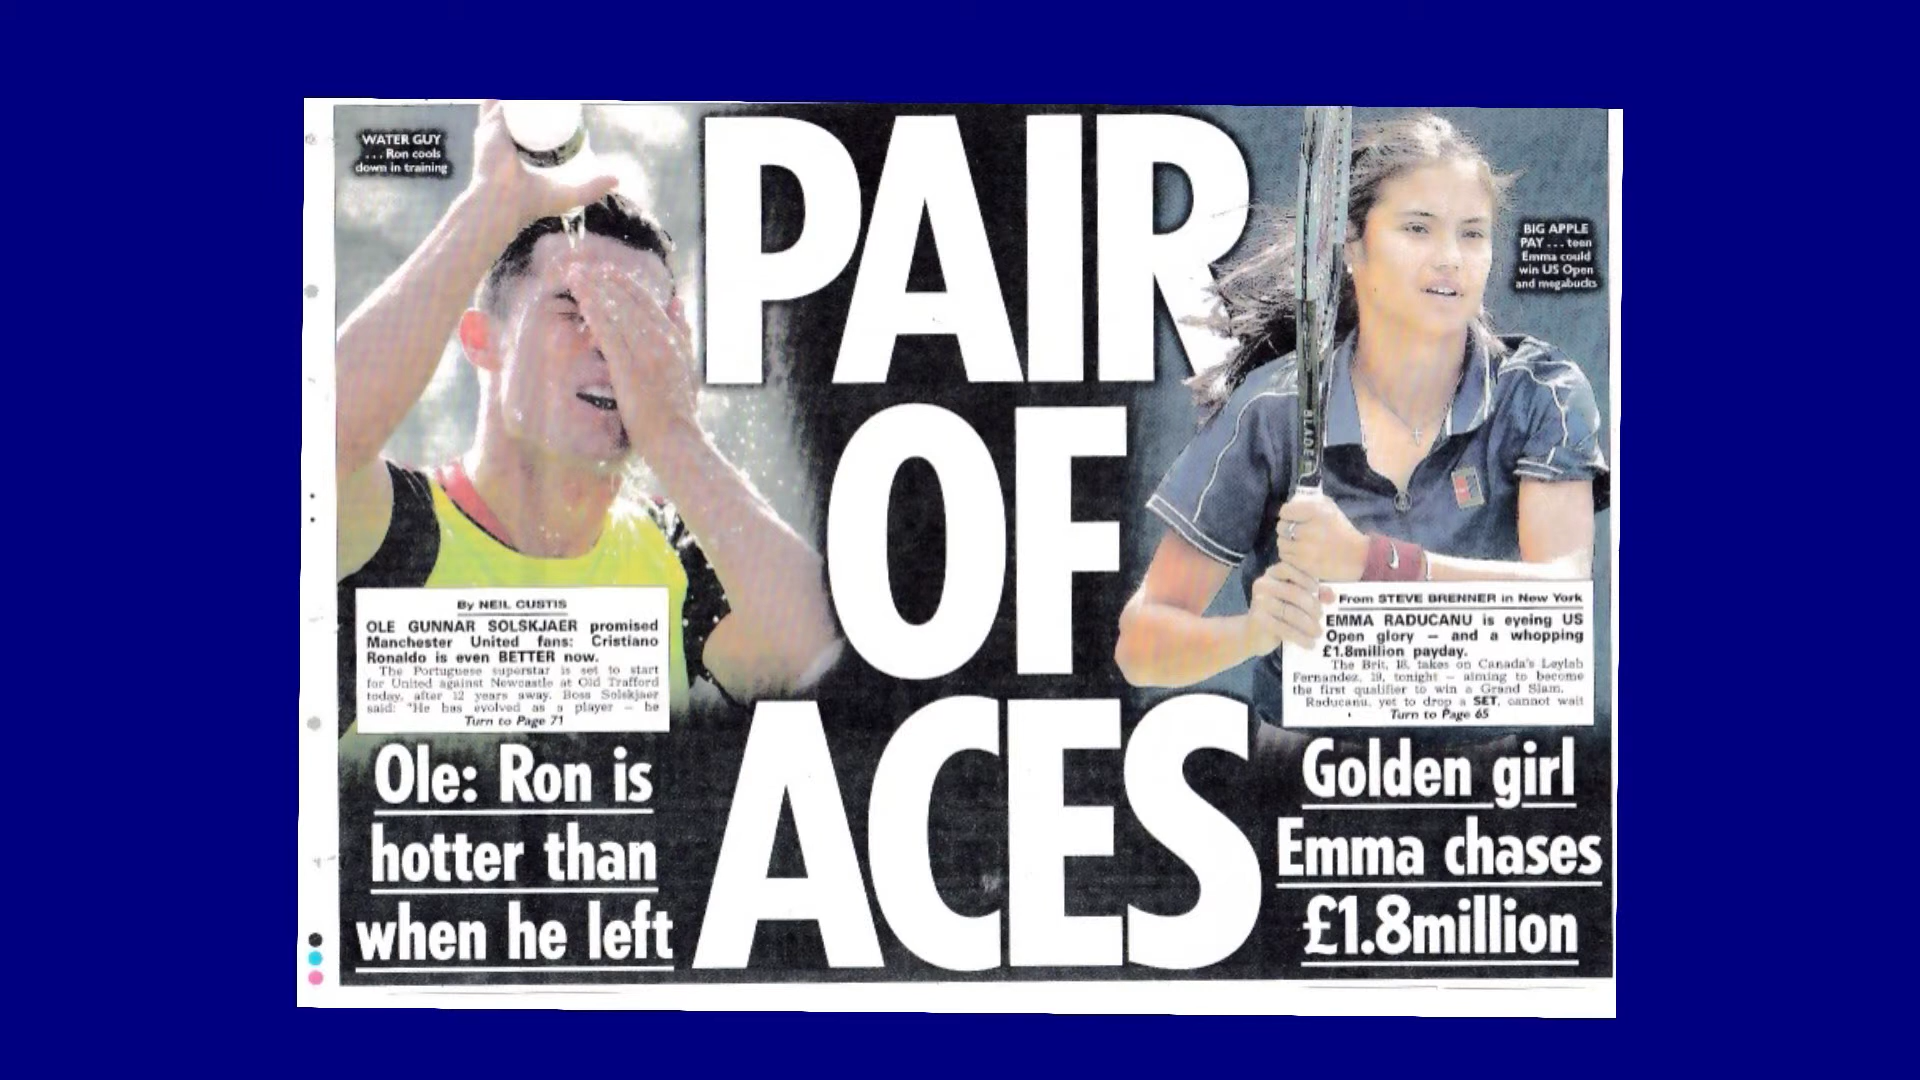 WATER GUY
... Ron cools
down in training
PAIR
OF
ACES
BIG APPLE
PAY ... teen
Emma could
win US Open
and megabucks
BLADE
By NEIL CUSTIS
OLE GUNNAR SOLSKJAER promised
Manchester United fans: Cristiano
Ronaldo is even BETTER now.
The Portuguese superstar is set to start
for United against Newcastle at Old Trafford
today, after 12 years away. Boss Solskjaer
said: "He has evolved as a player — he
Turn to Page 71
Ole: Ron is
hotter than
when he left
From STEVE BRENNER in New York
EMMA RADUCANU is eyeing US
Open glory — and a whopping
£1.8million payday.
The Brit, 18, takes on Canada's Leylah
Fernandez, 19, tonight — aiming to become
the first qualifier to win a Grand Slam.
Raducanu, yet to drop a SET, cannot wait
Turn to Page 65
Golden girl
Emma chases
£1.8million